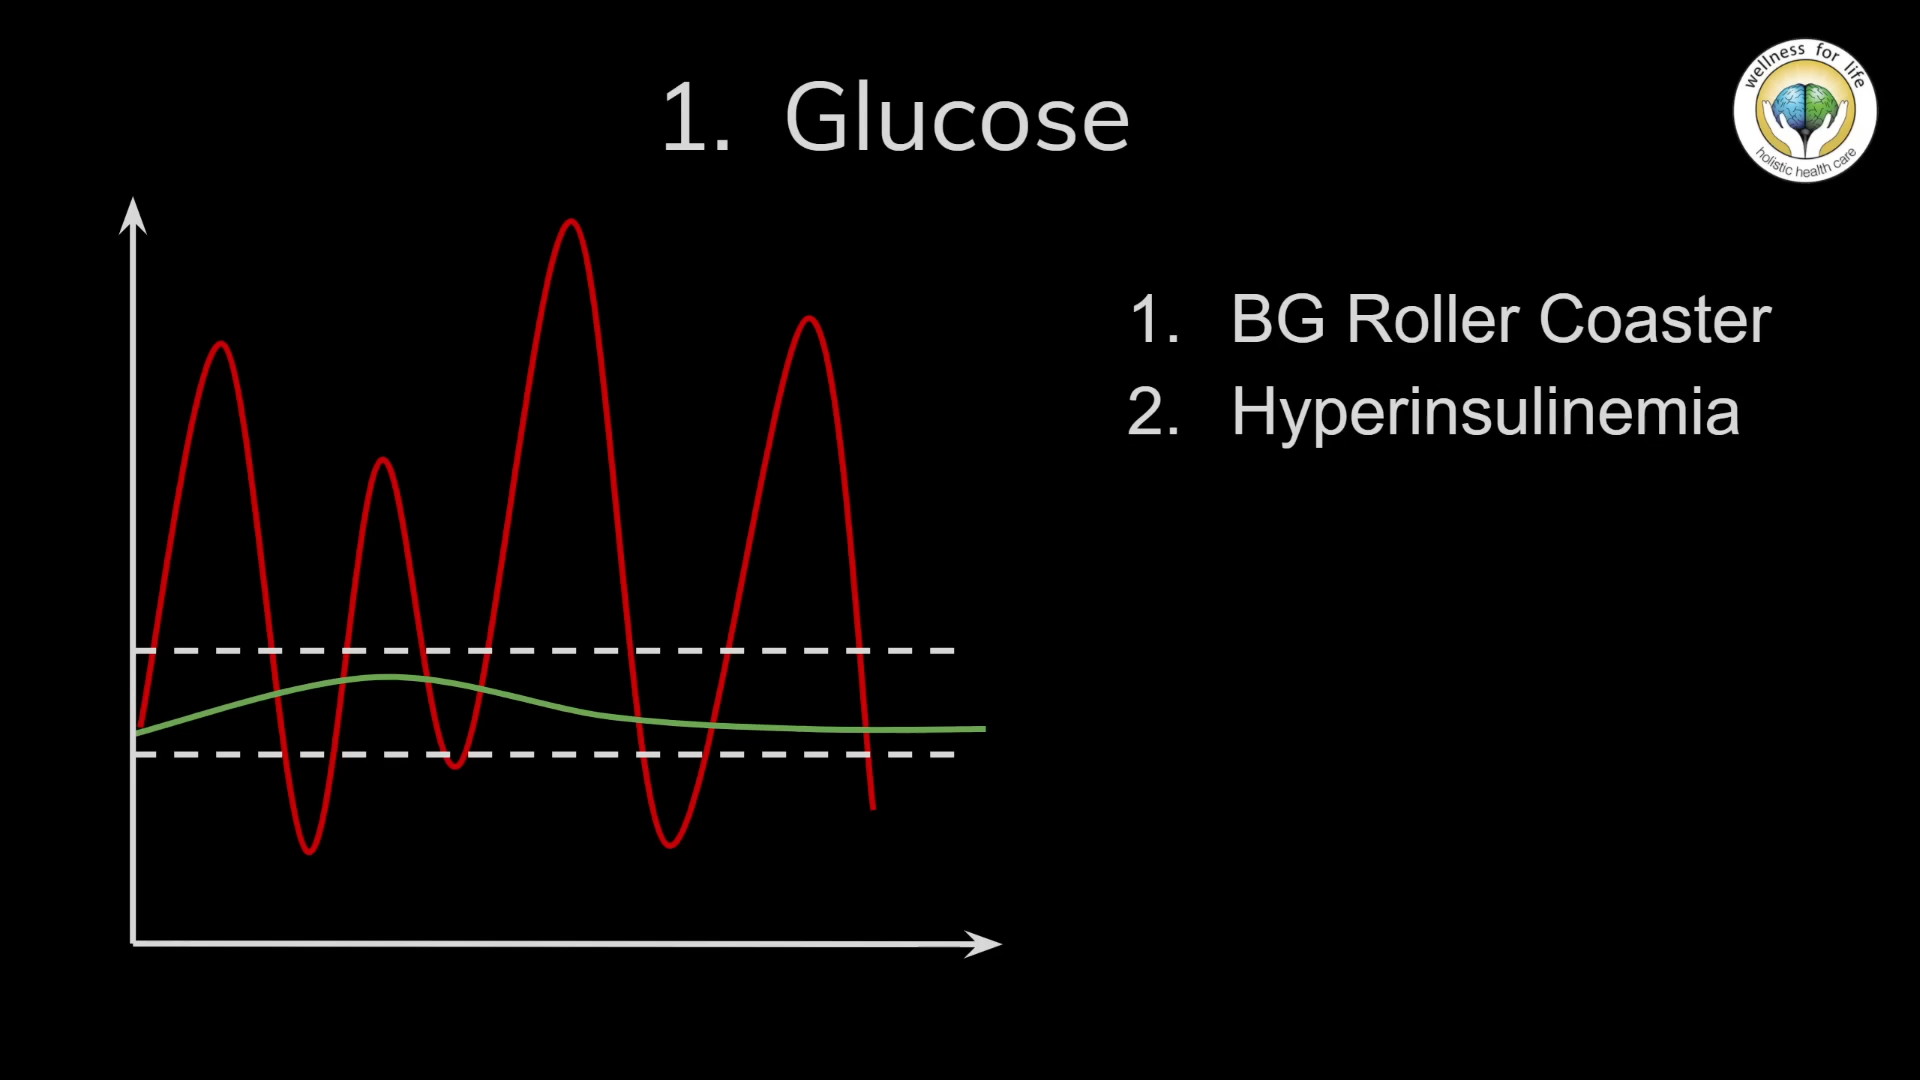 1. Glucose
wellness for life
holistic health care
1. BG Roller Coaster
2. Hyperinsulinemia